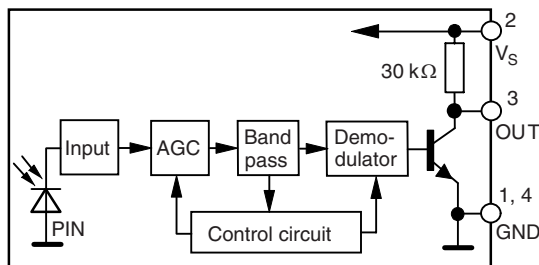 2
V_S
30 kΩ
3
OUT
Input
AGC
Band
pass
Demo-
dulator
1, 4
GND
PIN
Control circuit